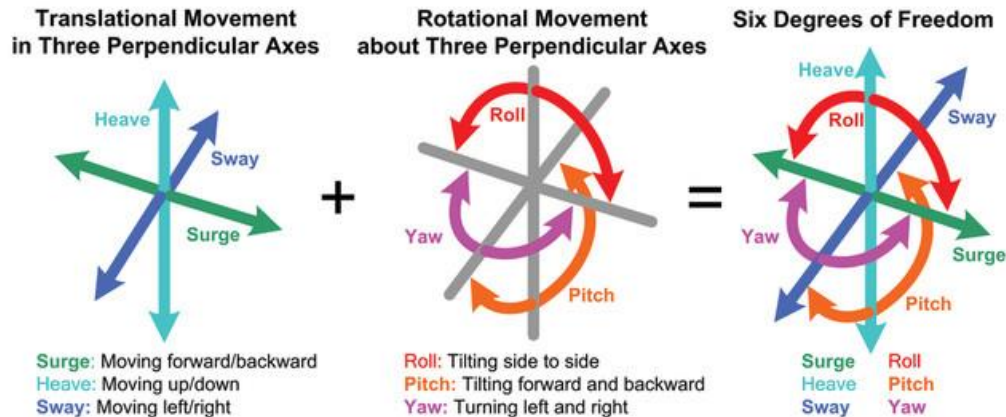 Translational Movement
in Three Perpendicular Axes
Heave
Sway
Surge
Surge: Moving forward/backward
Heave: Moving up/down
Sway: Moving left/right
+
Rotational Movement
about Three Perpendicular Axes
Roll
Yaw
Pitch
Roll: Tilting side to side
Pitch: Tilting forward and backward
Yaw: Turning left and right
=
Six Degrees of Freedom
Heave
Sway
Roll
Yaw
Surge
Pitch
Surge Roll
Heave Pitch
Sway Yaw